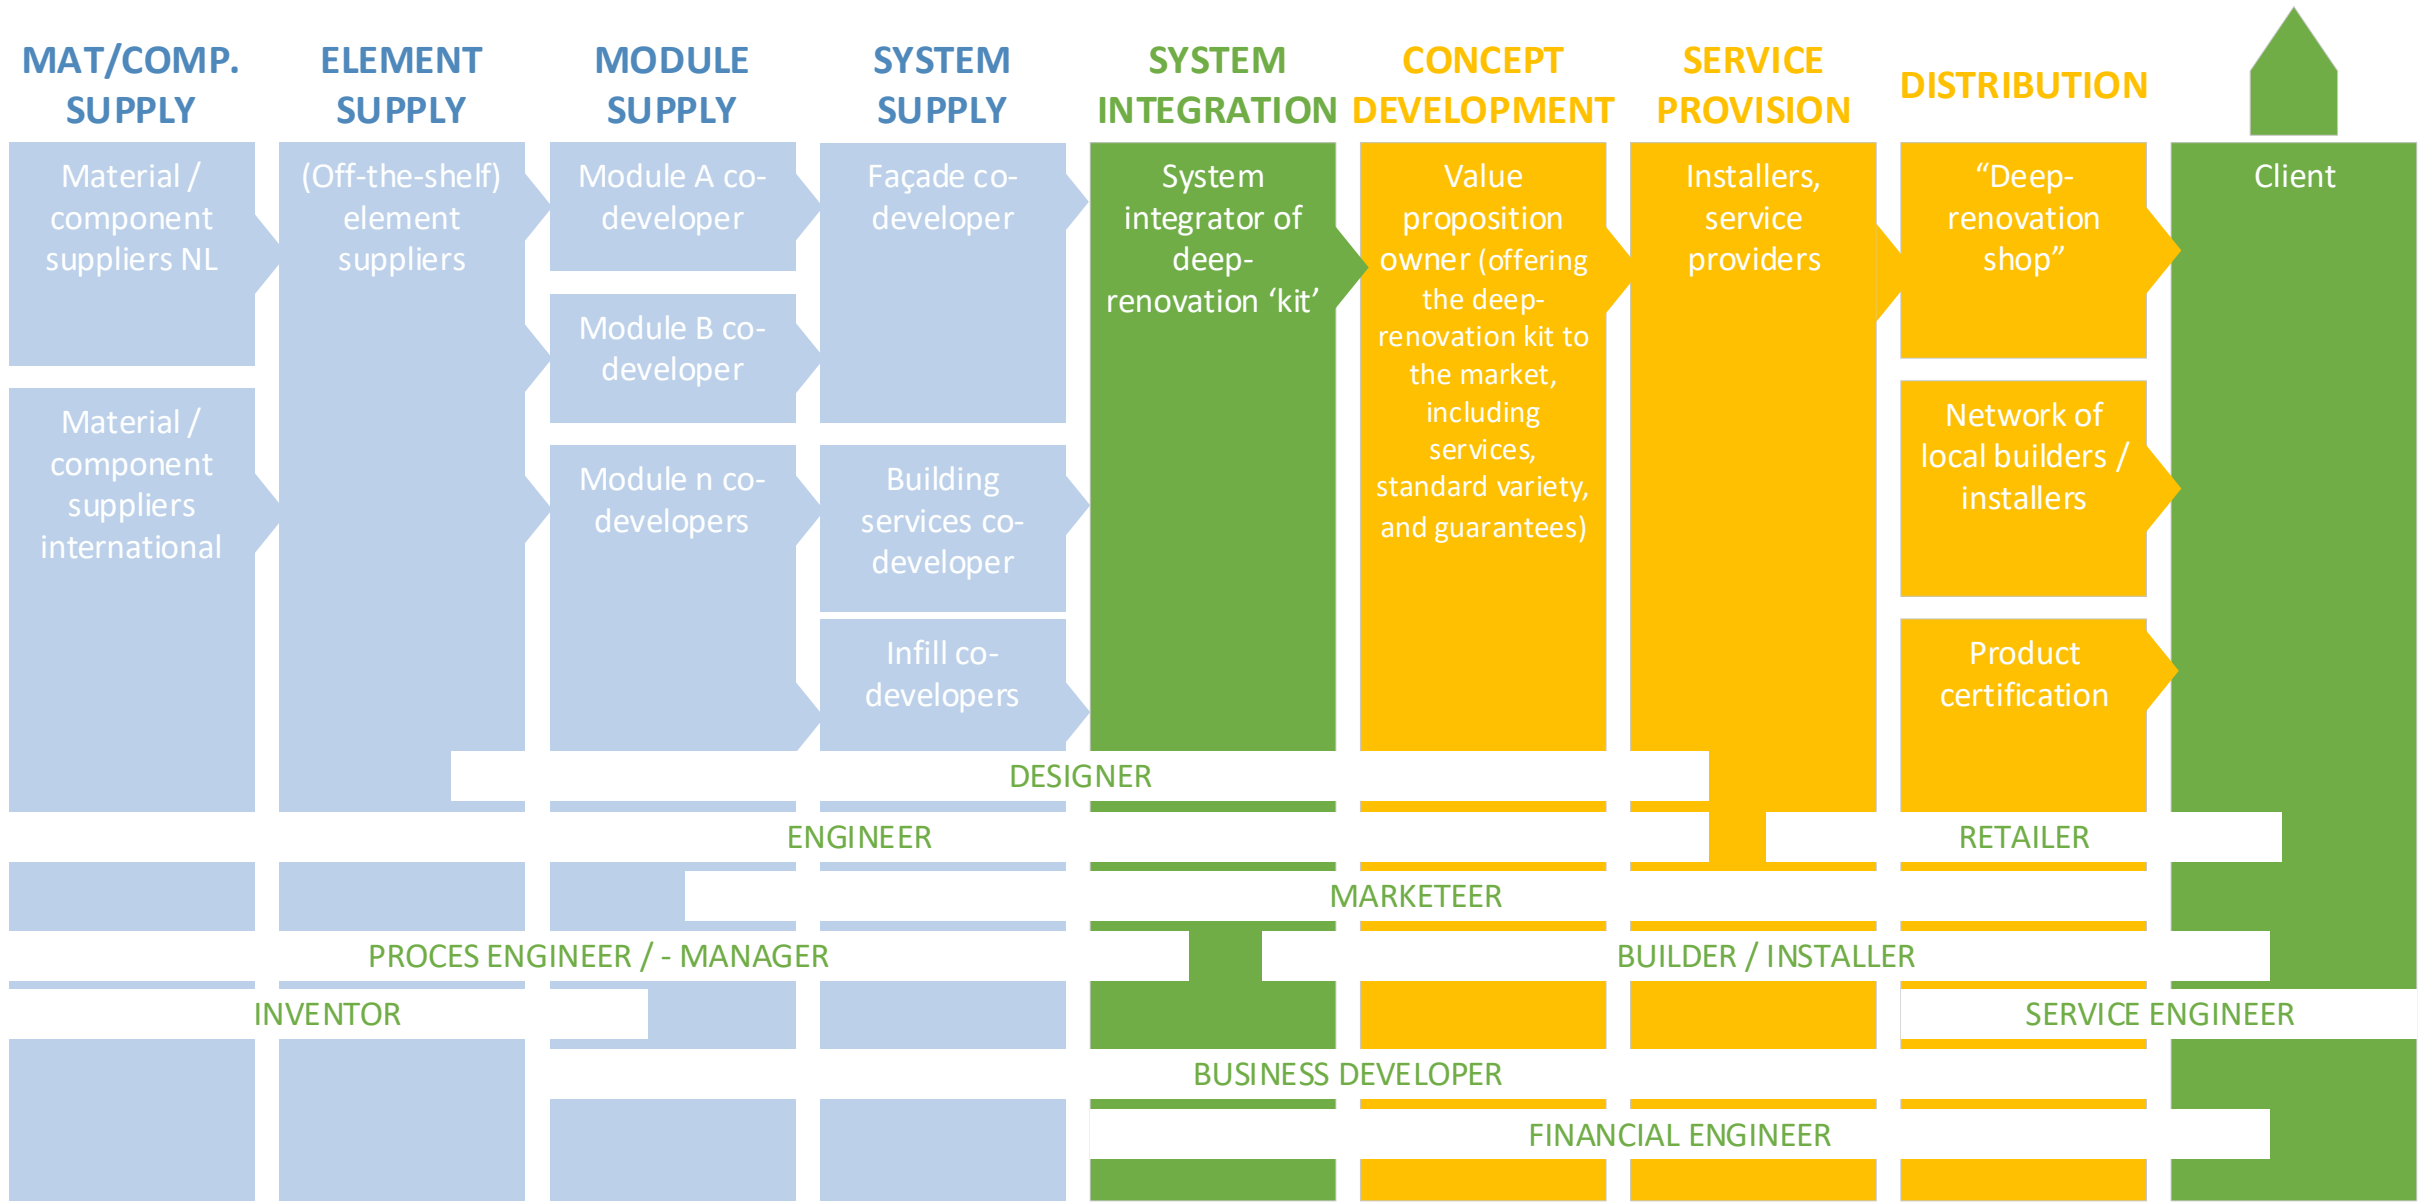 MAT/COMP.
SUPPLY
ELEMENT
SUPPLY
MODULE
SUPPLY
SYSTEM
SUPPLY
SYSTEM
INTEGRATION
CONCEPT
DEVELOPMENT
SERVICE
PROVISION
DISTRIBUTION
Material /
component
suppliers NL
Material /
component
suppliers
international
(Off-the-shelf)
element
suppliers
Module A co-
developer
Module B co-
developer
Module n co-
developers
Façade co-
developer
Building
services co-
developer
Infill co-
developers
System
integrator of
deep-
renovation ‘kit’
Value
proposition
owner (offering
the deep-
renovation kit to
the market,
including
services,
standard variety,
and guarantees)
Installers,
service
providers
“Deep-
renovation
shop”
Network of
local builders /
installers
Product
certification
Client
DESIGNER
ENGINEER
RETAILER
MARKETEER
PROCES ENGINEER / - MANAGER
BUILDER / INSTALLER
INVENTOR
SERVICE ENGINEER
BUSINESS DEVELOPER
FINANCIAL ENGINEER